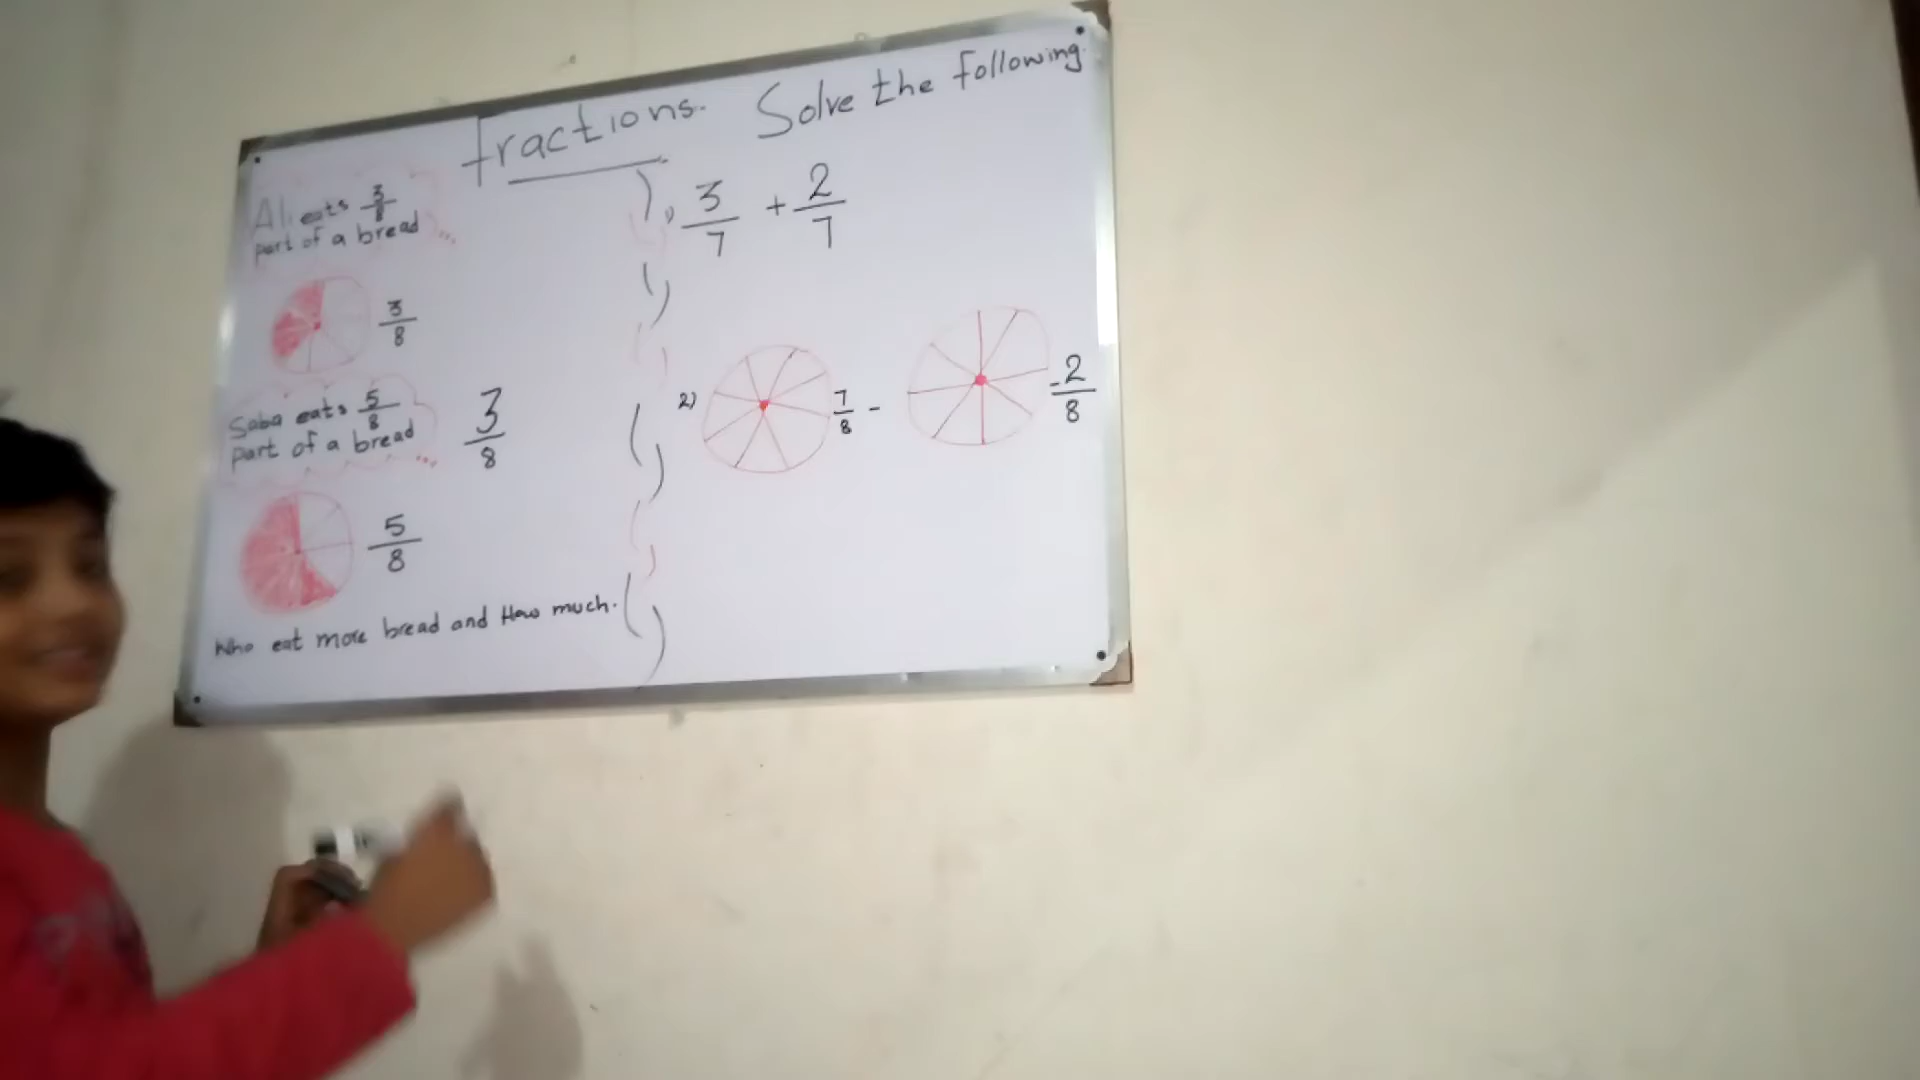 fractions. Solve the following.
Ali eats 3/8
part of a bread
3/8
Saba eats 5/8
part of a bread
3/8
5/8
Who eat more bread and How much.
1) 3/7 + 2/7
2) 7/8 - 2/8